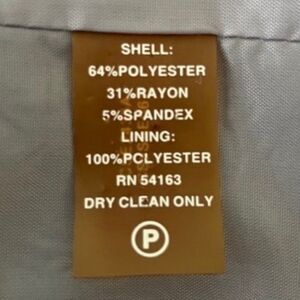 SHELL:
64%POLYESTER
31%RAYON
5%SPANDEX
LINING:
100%POLYESTER
RN 54163
DRY CLEAN ONLY
P